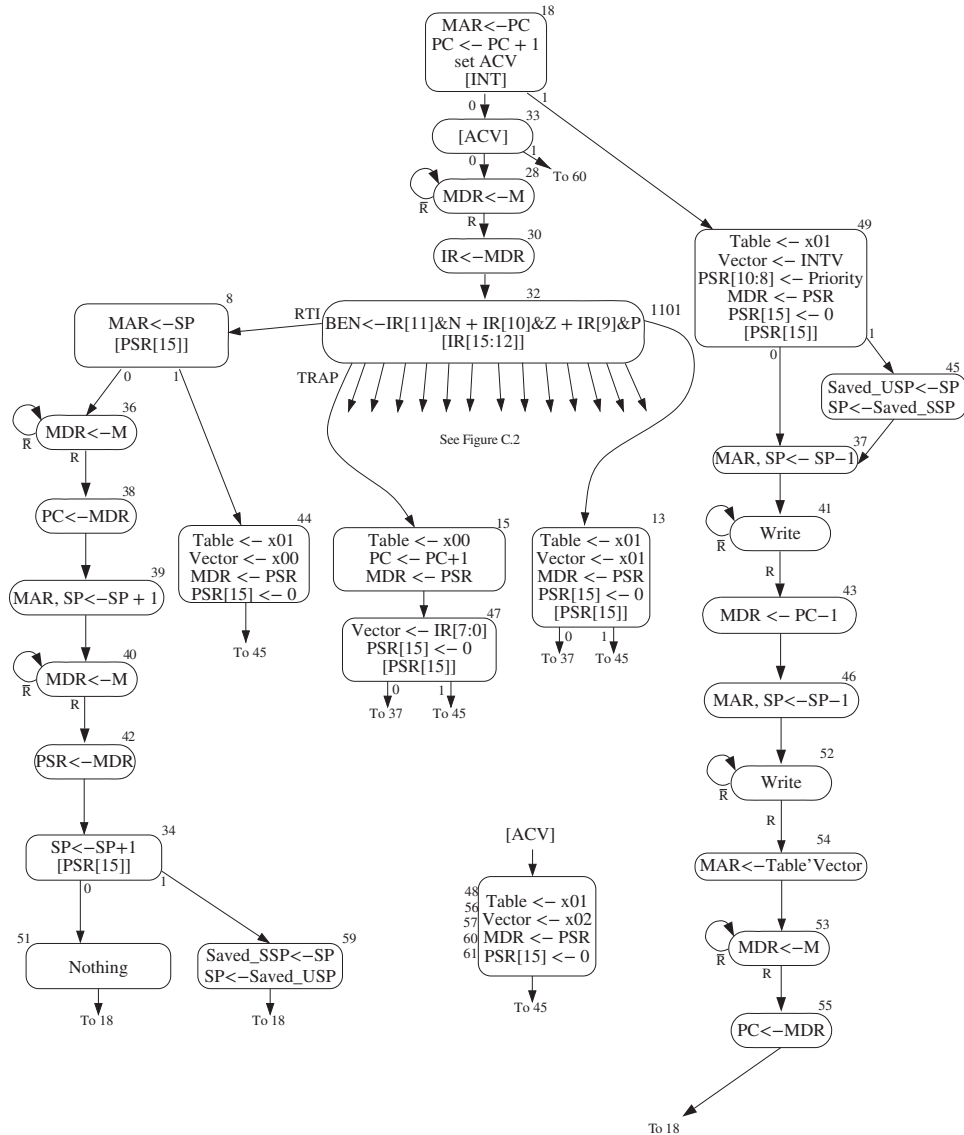 18
MAR<-PC
PC <- PC + 1
set ACV
[INT]
0
1
33
[ACV]
0
1
To 60
28
MDR<-M
R̅
R
30
IR<-MDR
32
BEN<-IR[11]&N + IR[10]&Z + IR[9]&P
[IR[15:12]]
RTI
TRAP
1101
See Figure C.2
8
MAR<-SP
[PSR[15]]
0
1
36
MDR<-M
R̅
R
38
PC<-MDR
39
MAR, SP<-SP + 1
40
MDR<-M
R̅
R
42
PSR<-MDR
34
SP<-SP+1
[PSR[15]]
0
1
51
Nothing
To 18
59
Saved_SSP<-SP
SP<-Saved_USP
To 18
44
Table <- x01
Vector <- x00
MDR <- PSR
PSR[15] <- 0
To 45
15
Table <- x00
PC <- PC+1
MDR <- PSR
47
Vector <- IR[7:0]
PSR[15] <- 0
[PSR[15]]
0
1
To 37
To 45
13
Table <- x01
Vector <- x01
MDR <- PSR
PSR[15] <- 0
[PSR[15]]
0
1
To 37
To 45
[ACV]
48
56
57
60
61
Table <- x01
Vector <- x02
MDR <- PSR
PSR[15] <- 0
To 45
49
Table <- x01
Vector <- INTV
PSR[10:8] <- Priority
MDR <- PSR
PSR[15] <- 0
[PSR[15]]
0
1
45
Saved_USP<-SP
SP<-Saved_SSP
37
MAR, SP<- SP-1
41
Write
R̅
R
43
MDR <- PC-1
46
MAR, SP<-SP-1
52
Write
R̅
R
54
MAR<-Table'Vector
53
MDR<-M
R̅
R
55
PC<-MDR
To 18